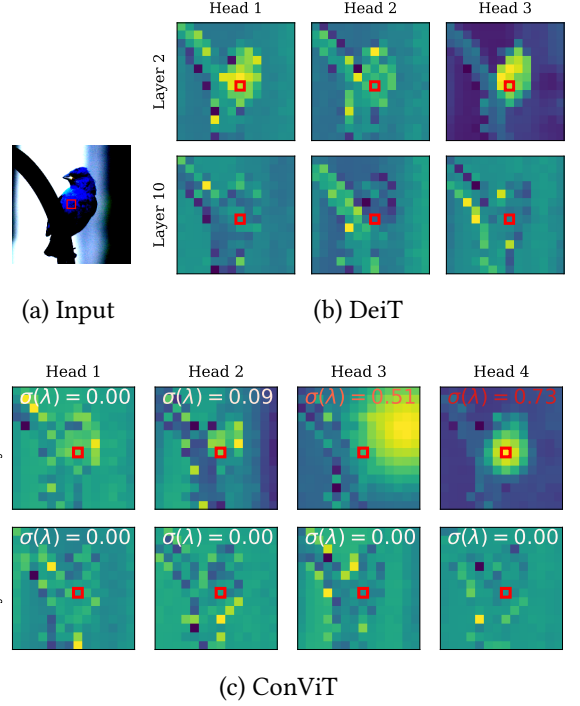 Head 1 Head 2 Head 3
Layer 2
Layer 10
(a) Input
(b) DeiT
Head 1 Head 2 Head 3 Head 4
σ(λ) = 0.00 σ(λ) = 0.09 σ(λ) = 0.51 σ(λ) = 0.73
σ(λ) = 0.00 σ(λ) = 0.00 σ(λ) = 0.00 σ(λ) = 0.00
(c) ConViT